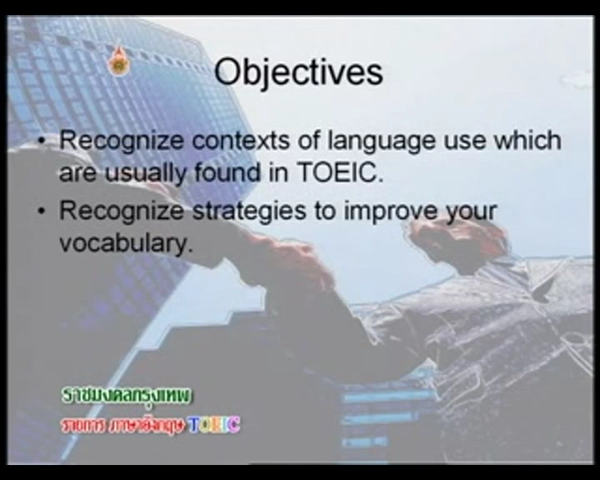 Objectives
• Recognize contexts of language use which
are usually found in TOEIC.
• Recognize strategies to improve your
vocabulary.
ราชมงคลกรุงเทพ
รายการ ภาษาอังกฤษ TOEIC